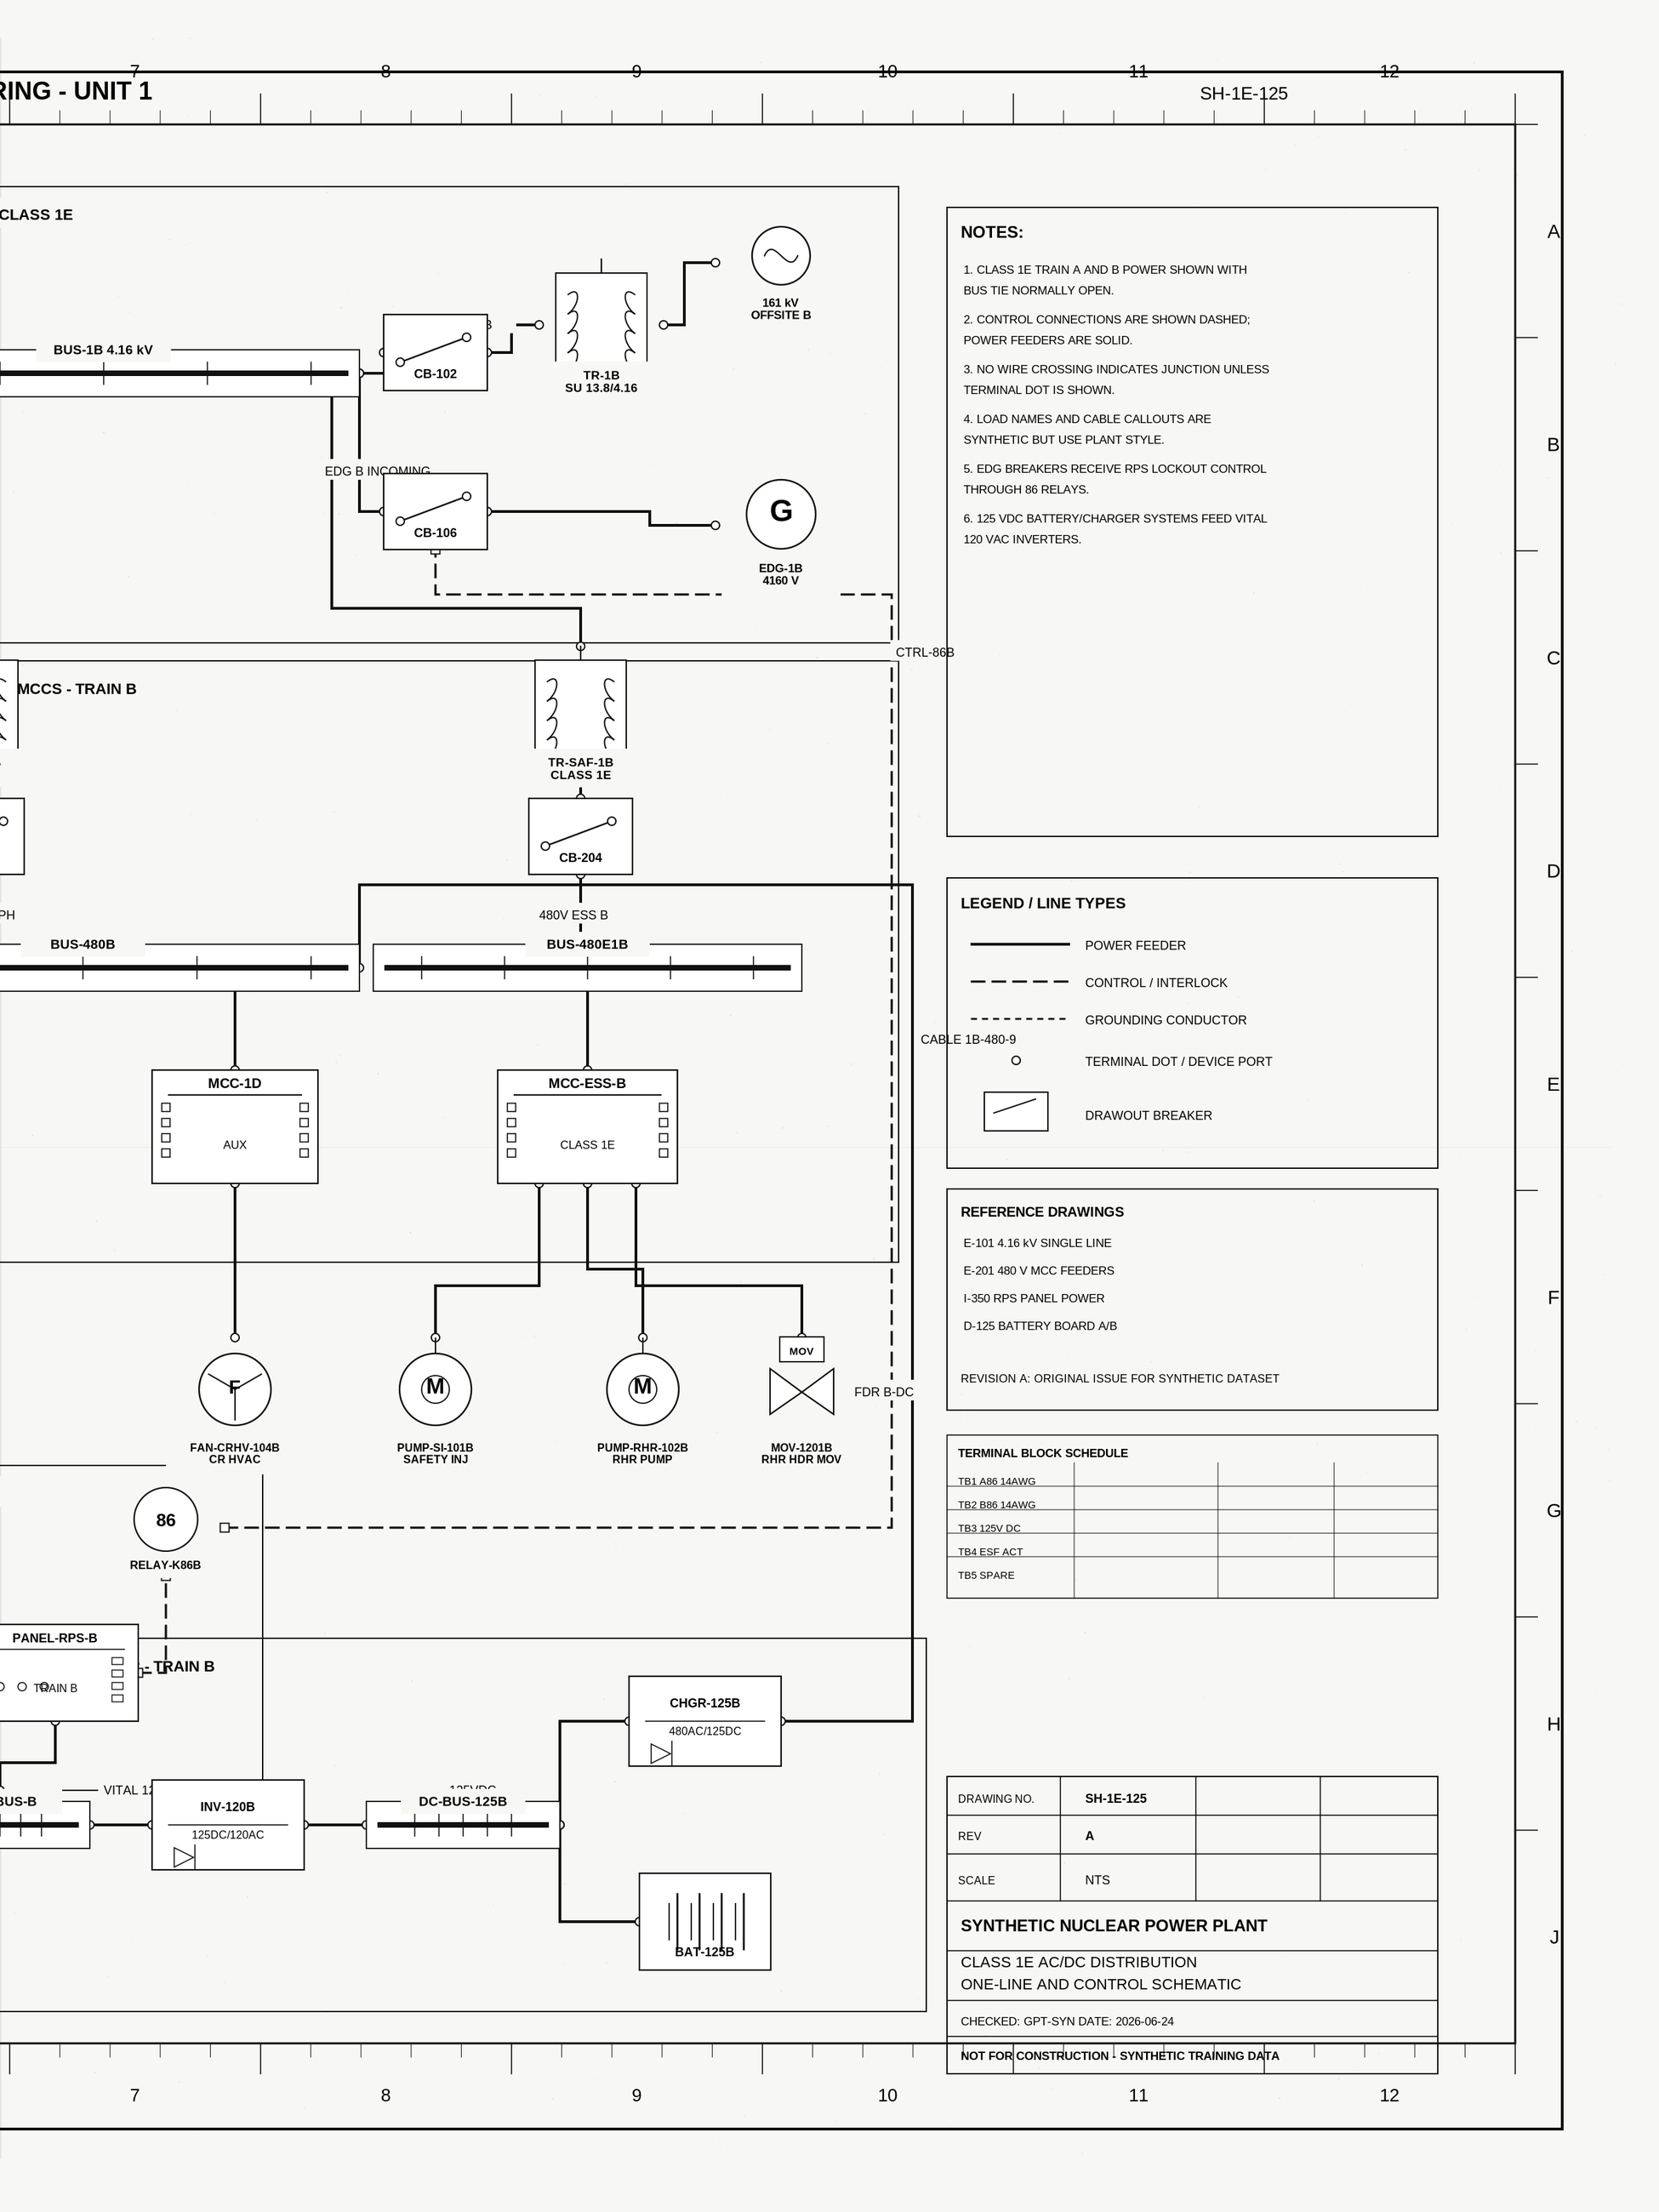 7 8 9 10 11 12
RING - UNIT 1
SH-1E-125
CLASS 1E
161 kV
OFFSITE B
BUS-1B 4.16 kV
CB-102
TR-1B
SU 13.8/4.16
EDG B INCOMING
CB-106
G
EDG-1B
4160 V
CTRL-86B
MCCS - TRAIN B
TR-SAF-1B
CLASS 1E
CB-204
PH
480V ESS B
BUS-480B
BUS-480E1B
CABLE 1B-480-9
MCC-1D
AUX
MCC-ESS-B
CLASS 1E
F
M
M
MOV
FDR B-DC
FAN-CRHV-104B
CR HVAC
PUMP-SI-101B
SAFETY INJ
PUMP-RHR-102B
RHR PUMP
MOV-1201B
RHR HDR MOV
86
RELAY-K86B
PANEL-RPS-B
TRAIN B
- TRAIN B
CHGR-125B
480AC/125DC
VITAL 12
125VDC
BUS-B
INV-120B
125DC/120AC
DC-BUS-125B
BAT-125B
NOTES:
1. CLASS 1E TRAIN A AND B POWER SHOWN WITH
BUS TIE NORMALLY OPEN.
2. CONTROL CONNECTIONS ARE SHOWN DASHED;
POWER FEEDERS ARE SOLID.
3. NO WIRE CROSSING INDICATES JUNCTION UNLESS
TERMINAL DOT IS SHOWN.
4. LOAD NAMES AND CABLE CALLOUTS ARE
SYNTHETIC BUT USE PLANT STYLE.
5. EDG BREAKERS RECEIVE RPS LOCKOUT CONTROL
THROUGH 86 RELAYS.
6. 125 VDC BATTERY/CHARGER SYSTEMS FEED VITAL
120 VAC INVERTERS.
LEGEND / LINE TYPES
POWER FEEDER
CONTROL / INTERLOCK
GROUNDING CONDUCTOR
TERMINAL DOT / DEVICE PORT
DRAWOUT BREAKER
REFERENCE DRAWINGS
E-101 4.16 kV SINGLE LINE
E-201 480 V MCC FEEDERS
I-350 RPS PANEL POWER
D-125 BATTERY BOARD A/B
REVISION A: ORIGINAL ISSUE FOR SYNTHETIC DATASET
TERMINAL BLOCK SCHEDULE
TB1 A86 14AWG
TB2 B86 14AWG
TB3 125V DC
TB4 ESF ACT
TB5 SPARE
DRAWING NO. SH-1E-125
REV A
SCALE NTS
SYNTHETIC NUCLEAR POWER PLANT
CLASS 1E AC/DC DISTRIBUTION
ONE-LINE AND CONTROL SCHEMATIC
CHECKED: GPT-SYN DATE: 2026-06-24
NOT FOR CONSTRUCTION - SYNTHETIC TRAINING DATA
A
B
C
D
E
F
G
H
J
7 8 9 10 11 12